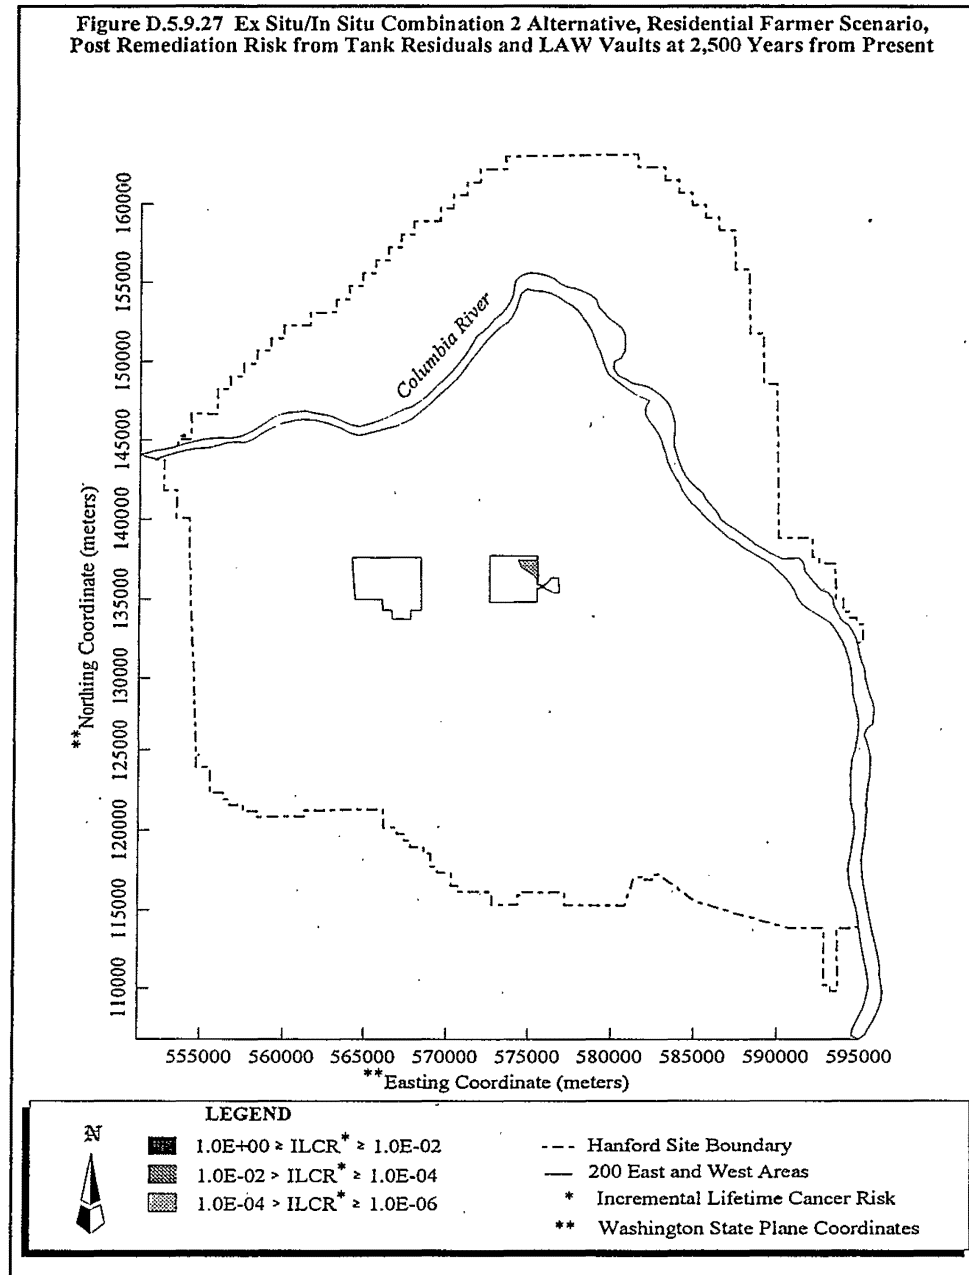 Figure D.5.9.27 Ex Situ/In Situ Combination 2 Alternative, Residential Farmer Scenario,
Post Remediation Risk from Tank Residuals and LAW Vaults at 2,500 Years from Present
160000
155000
150000
145000
140000
135000
130000
125000
120000
115000
110000
**Northing Coordinate (meters)
Columbia River
555000 560000 565000 570000 575000 580000 585000 590000 595000
**Easting Coordinate (meters)
LEGEND
N
1.0E+00 ≥ ILCR* ≥ 1.0E-02
1.0E-02 > ILCR* ≥ 1.0E-04
1.0E-04 > ILCR* ≥ 1.0E-06
Hanford Site Boundary
200 East and West Areas
* Incremental Lifetime Cancer Risk
** Washington State Plane Coordinates